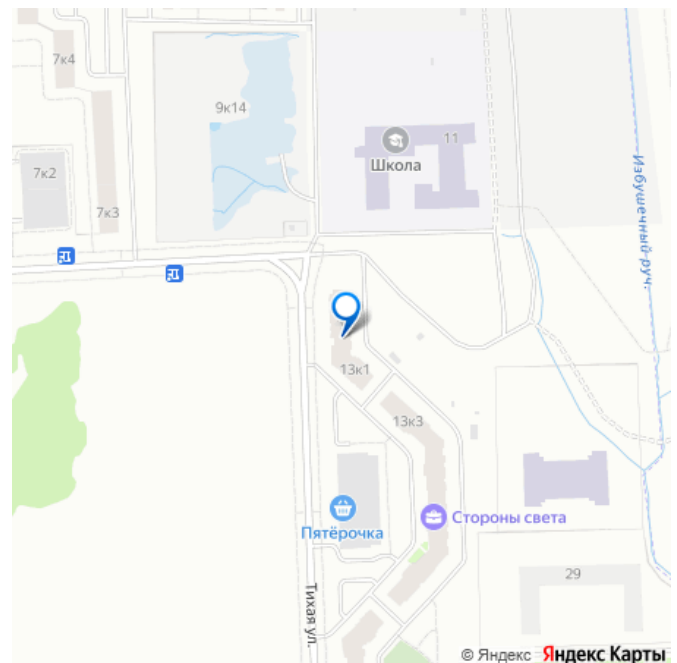 7к4
9к14
7к2
7к3
11
Школа
Избушечный руч.
13к1
13к3
Пятёрочка
Стороны света
29
Тихая ул.
© Яндекс Яндекс Карты